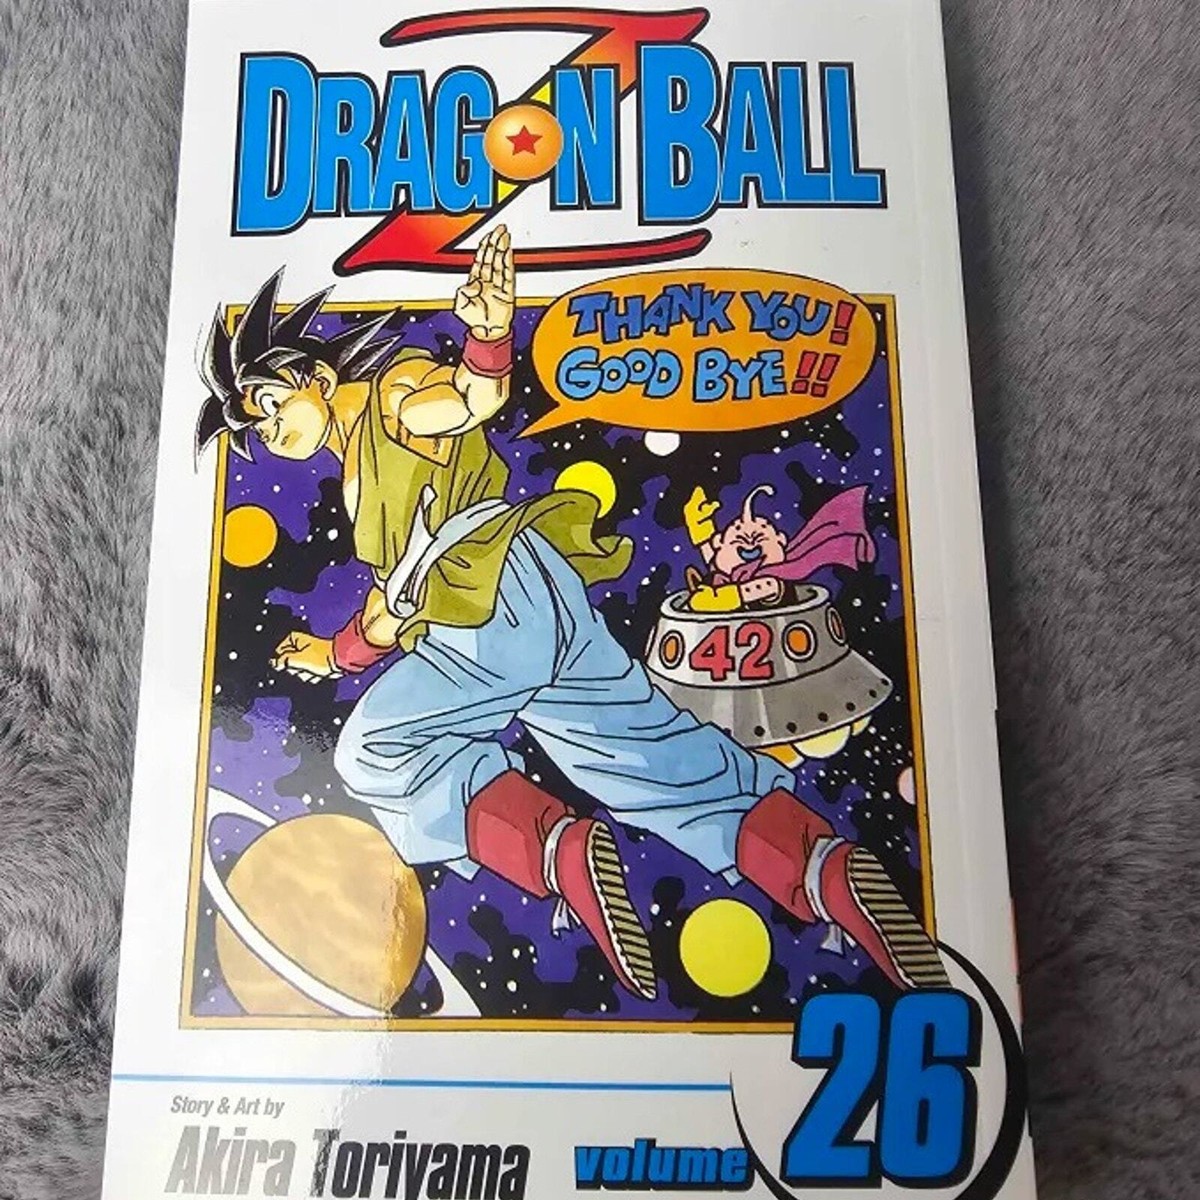 DRAGON BALL Z
THANK YOU!
GOOD BYE!!
42
Story & Art by
Akira Toriyama
volume 26